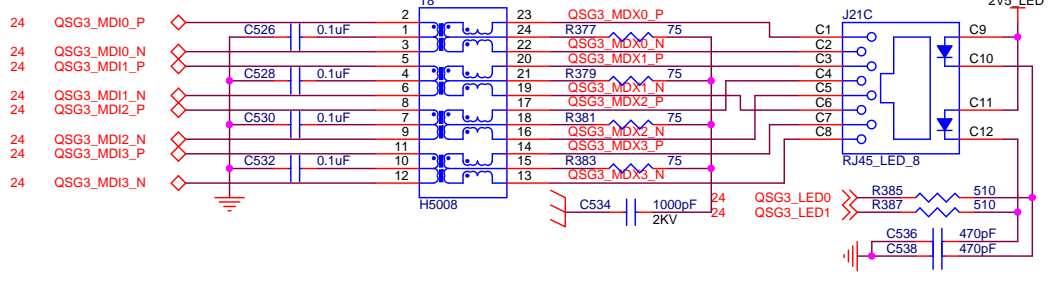 T8
2V5_LED
24 QSG3_MDI0_P 2 23 QSG3_MDX0_P J21C
C526 0.1uF 1 24 R377 75 C1 C9
24 QSG3_MDI0_N 3 22 QSG3_MDX0_N C2
24 QSG3_MDI1_P 5 20 QSG3_MDX1_P C3 C10
C528 0.1uF 4 21 R379 75 C4
24 QSG3_MDI1_N 6 19 QSG3_MDX1_N C5
24 QSG3_MDI2_P 8 17 QSG3_MDX2_P C6 C11
C530 0.1uF 7 18 R381 75 C7
24 QSG3_MDI2_N 9 16 QSG3_MDX2_N C8 C12
24 QSG3_MDI3_P 11 14 QSG3_MDX3_P
C532 0.1uF 10 15 R383 75 RJ45_LED_8
24 QSG3_MDI3_N 12 13 QSG3_MDX3_N
H5008
24 QSG3_LED0 R385 510
C534 1000pF 24 QSG3_LED1 R387 510
2KV
C536 470pF
C538 470pF